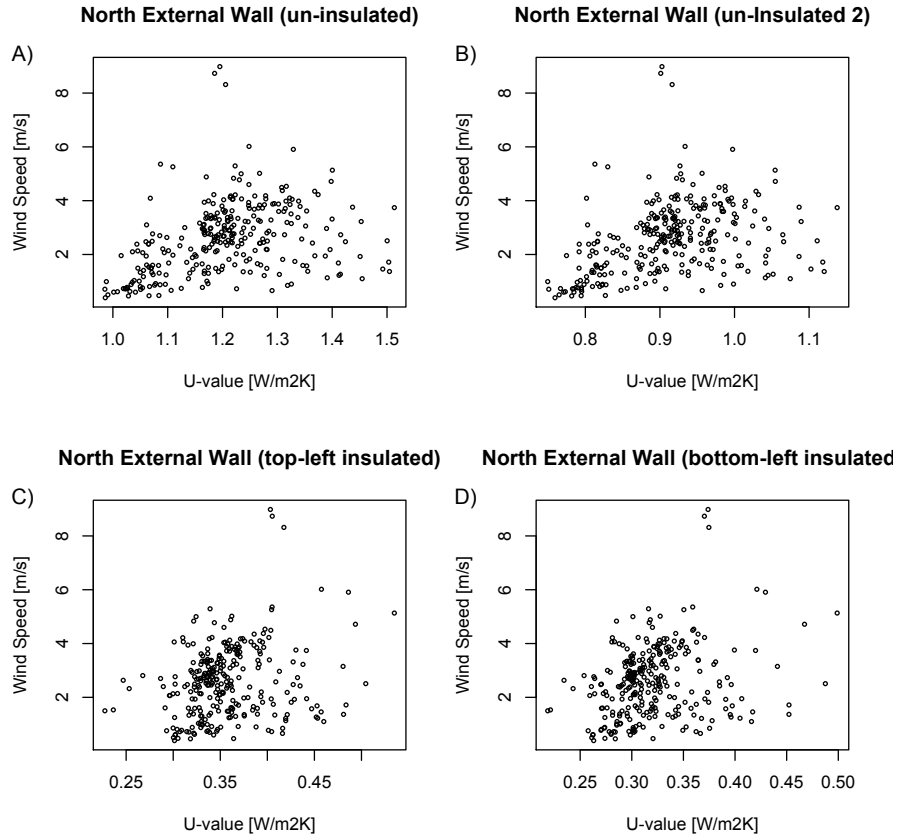 North External Wall (un-insulated)
A)
Wind Speed [m/s]
8
6
4
2
1.0 1.1 1.2 1.3 1.4 1.5
U-value [W/m2K]
North External Wall (un-Insulated 2)
B)
Wind Speed [m/s]
8
6
4
2
0.8 0.9 1.0 1.1
U-value [W/m2K]
North External Wall (top-left insulated)
C)
Wind Speed [m/s]
8
6
4
2
0.25 0.35 0.45
U-value [W/m2K]
North External Wall (bottom-left insulated
D)
Wind Speed [m/s]
8
6
4
2
0.25 0.30 0.35 0.40 0.45 0.50
U-value [W/m2K]